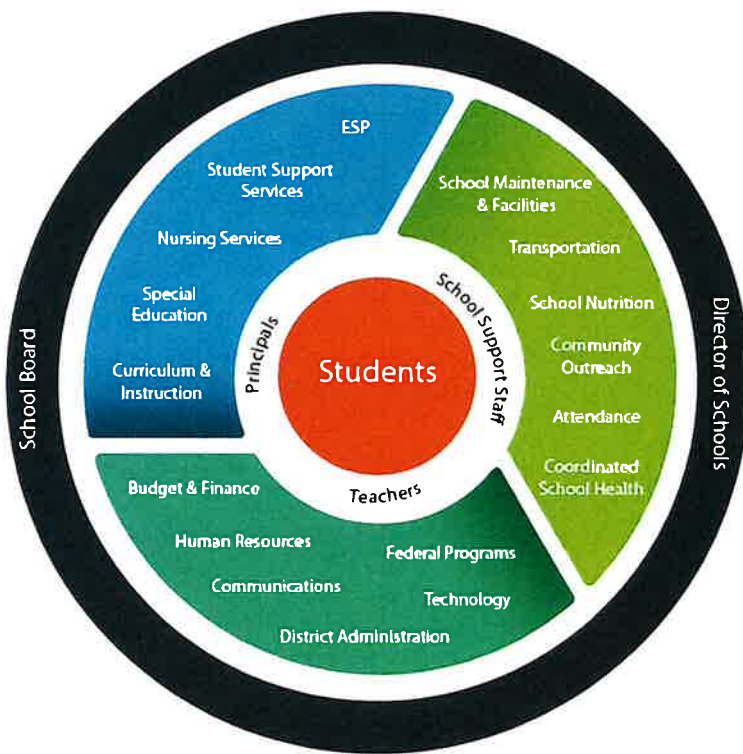 ESP
Student Support
Services
Nursing Services
Special
Education
Curriculum &
Instruction
School Maintenance
& Facilities
Transportation
School Nutrition
Community
Outreach
Attendance
Coordinated
School Health
Budget & Finance
Human Resources
Communications
Federal Programs
Technology
District Administration
Principals
School Support Staff
Teachers
Students
School Board
Director of Schools